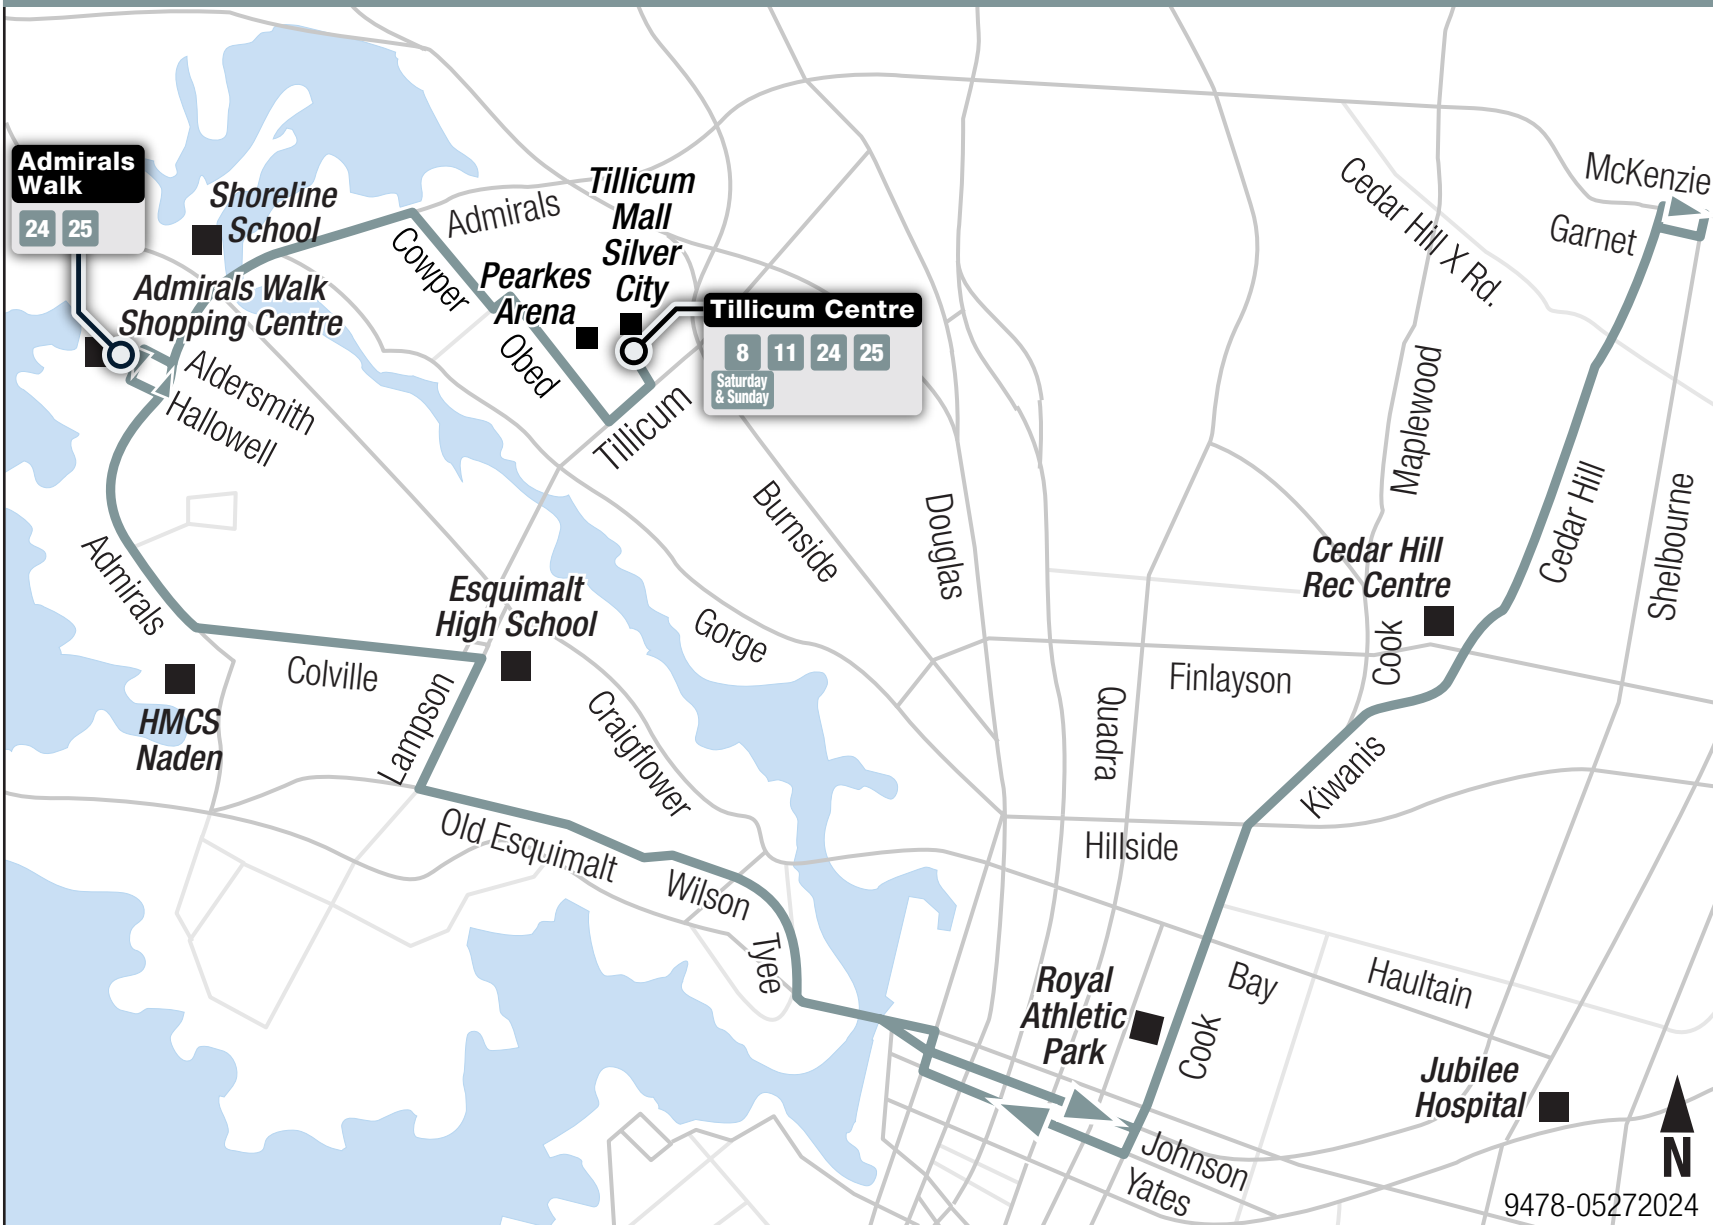 Admirals
Walk
24 25
Shoreline
School
Admirals
Tillicum
Mall
Silver
City
Cowper
Pearkes
Arena
Admirals Walk
Shopping Centre
Obed
Tillicum Centre
8 11 24 25
Saturday
& Sunday
Aldersmith
Hallowell
Tillicum
McKenzie
Cedar Hill X Rd.
Garnet
Maplewood
Cedar Hill
Shelbourne
Burnside
Douglas
Admirals
Esquimalt
High School
Gorge
Cedar Hill
Rec Centre
Cook
Finlayson
Quadra
Colville
HMCS
Naden
Lampson
Craigflower
Kiwanis
Old Esquimalt
Hillside
Wilson
Tyee
Royal
Athletic
Park
Bay
Haultain
Cook
Jubilee
Hospital
Johnson
Yates
N
9478-05272024